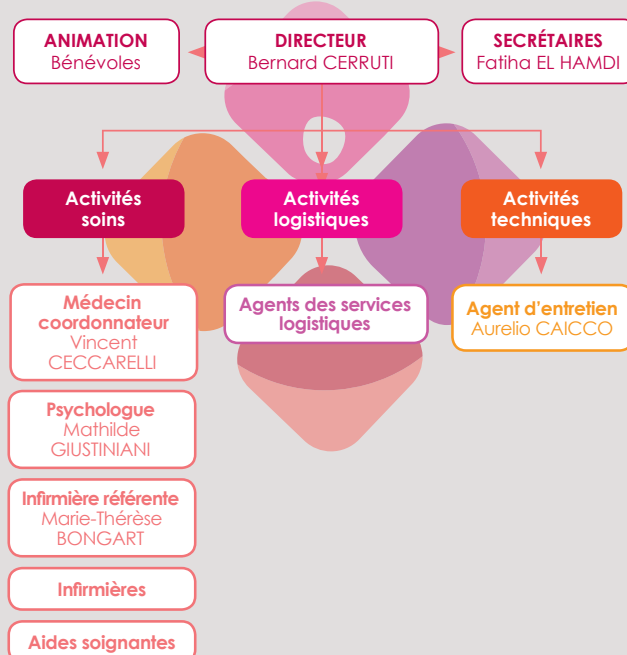 ANIMATION
Bénévoles
DIRECTEUR
Bernard CERRUTI
SECRÉTAIRES
Fatiha EL HAMDI
Activités
soins
Activités
logistiques
Activités
techniques
Médecin
coordonnateur
Vincent
CECCARELLI
Agents des services
logistiques
Agent d'entretien
Aurelio CAICCO
Psychologue
Mathilde
GIUSTINIANI
Infirmière référente
Marie-Thérèse
BONGART
Infirmières
Aides soignantes